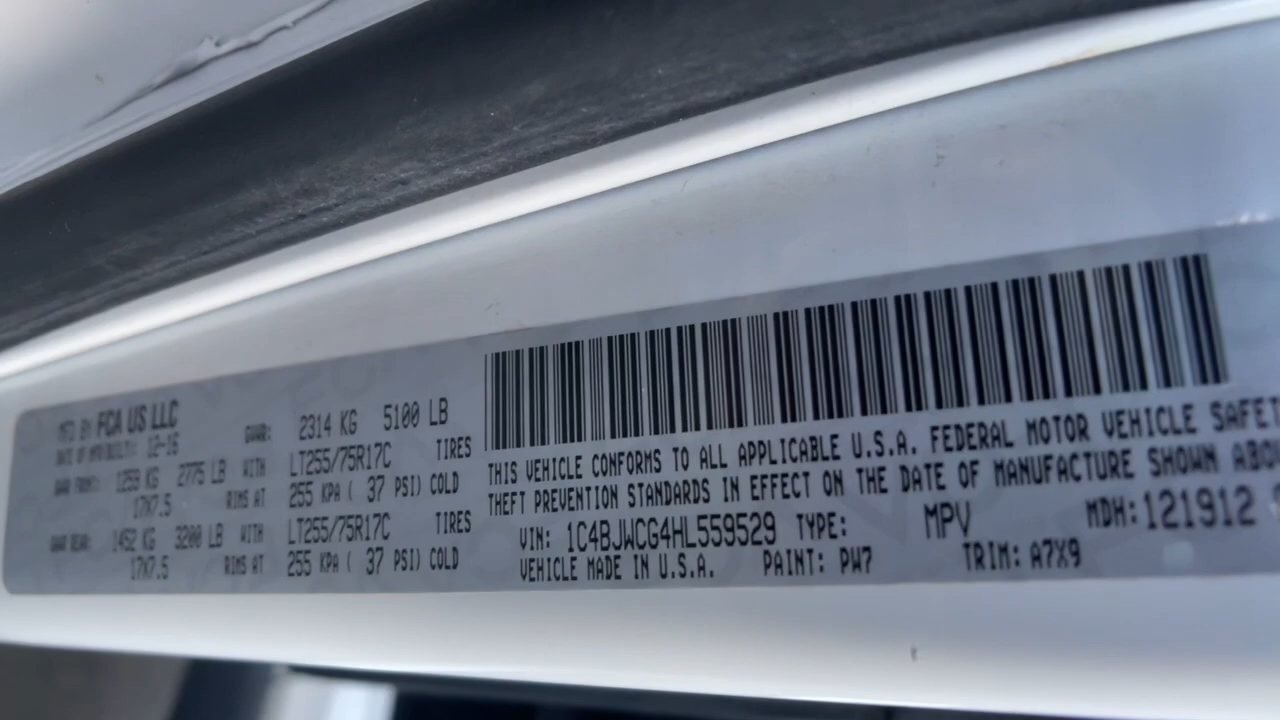 MFD BY FCA US LLC
DATE OF MFD/BUILT: 12-16 GVWR: 2314 KG 5100 LB
GAWR FRONT: 1259 KG 2775 LB WITH LT255/75R17C TIRES
17X7.5 RIMS AT 255 KPA ( 37 PSI) COLD
GAWR REAR: 1452 KG 3200 LB WITH LT255/75R17C TIRES
17X7.5 RIMS AT 255 KPA ( 37 PSI) COLD
THIS VEHICLE CONFORMS TO ALL APPLICABLE U.S.A. FEDERAL MOTOR VEHICLE SAFET
THEFT PREVENTION STANDARDS IN EFFECT ON THE DATE OF MANUFACTURE SHOWN ABO
VIN: 1C4BJWCG4HL559529 TYPE: MPV MDH: 121912
VEHICLE MADE IN U.S.A. PAINT: PW7 TRIM: A7X9